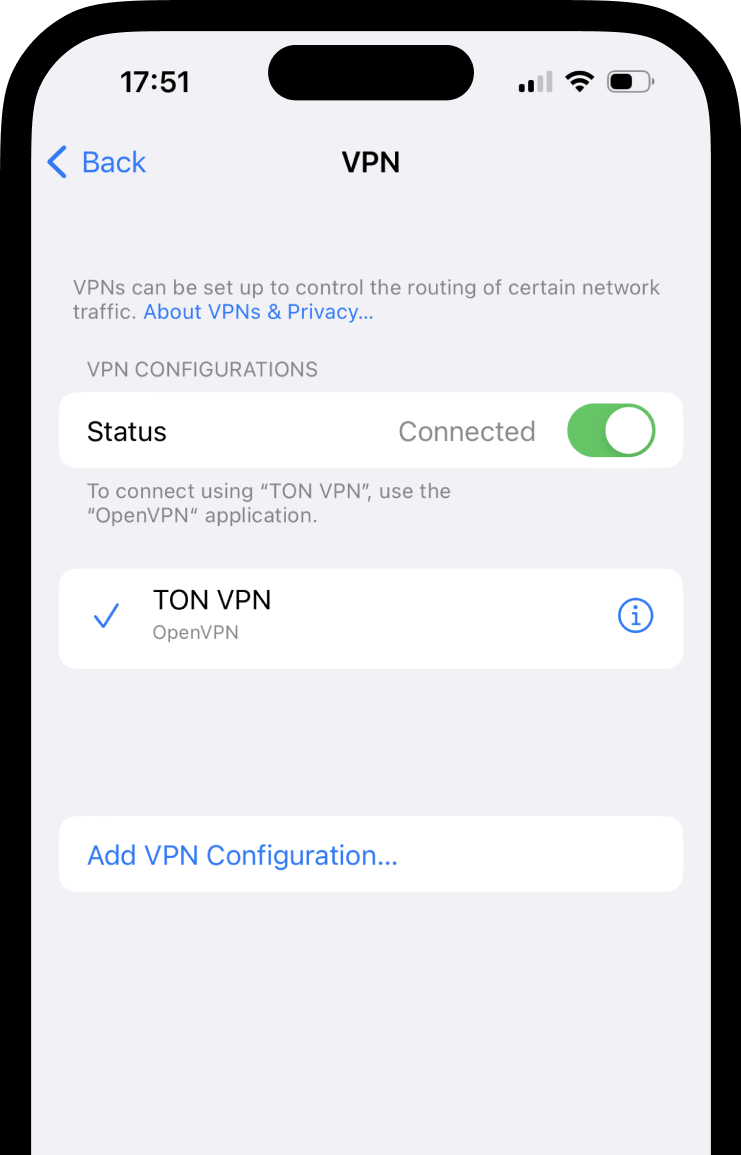 17:51
Back
VPN
VPNs can be set up to control the routing of certain network
traffic. About VPNs & Privacy...
VPN CONFIGURATIONS
Status
Connected
To connect using “TON VPN”, use the
“OpenVPN“ application.
TON VPN
OpenVPN
Add VPN Configuration...